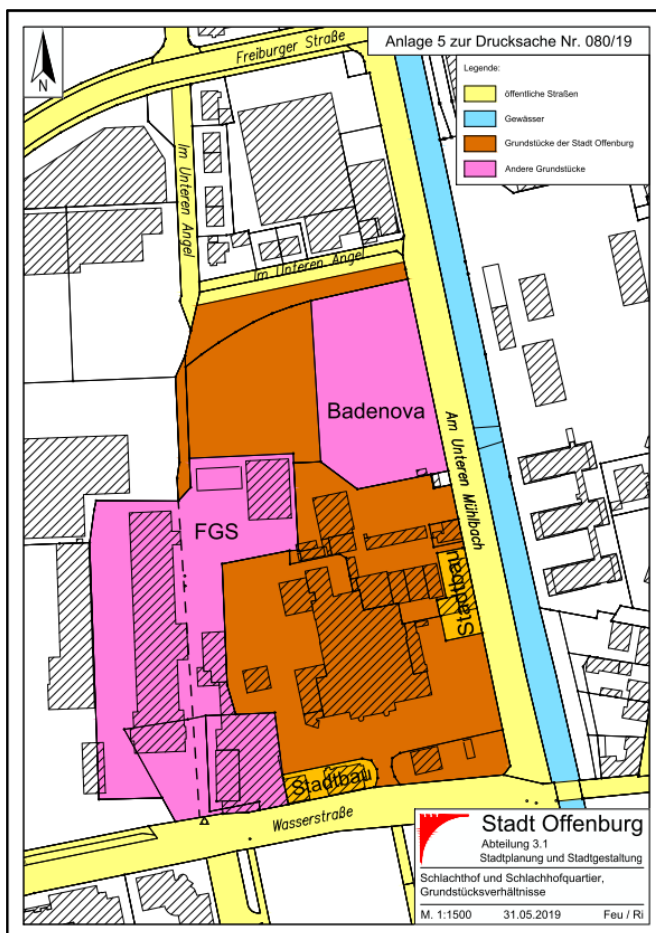 Anlage 5 zur Drucksache Nr. 080/19
N
Legende:
öffentliche Straßen
Gewässer
Grundstücke der Stadt Offenburg
Andere Grundstücke
Freiburger Straße
Im Unteren Angel
Im Unteren Angel
Badenova
Am Unteren Mühlbach
FGS
Stadtbau
Stadtbau
Wasserstraße
Stadt Offenburg
Abteilung 3.1
Stadtplanung und Stadtgestaltung
Schlachthof und Schlachhofquartier,
Grundstücksverhältnisse
M. 1:1500 31.05.2019 Feu / Ri